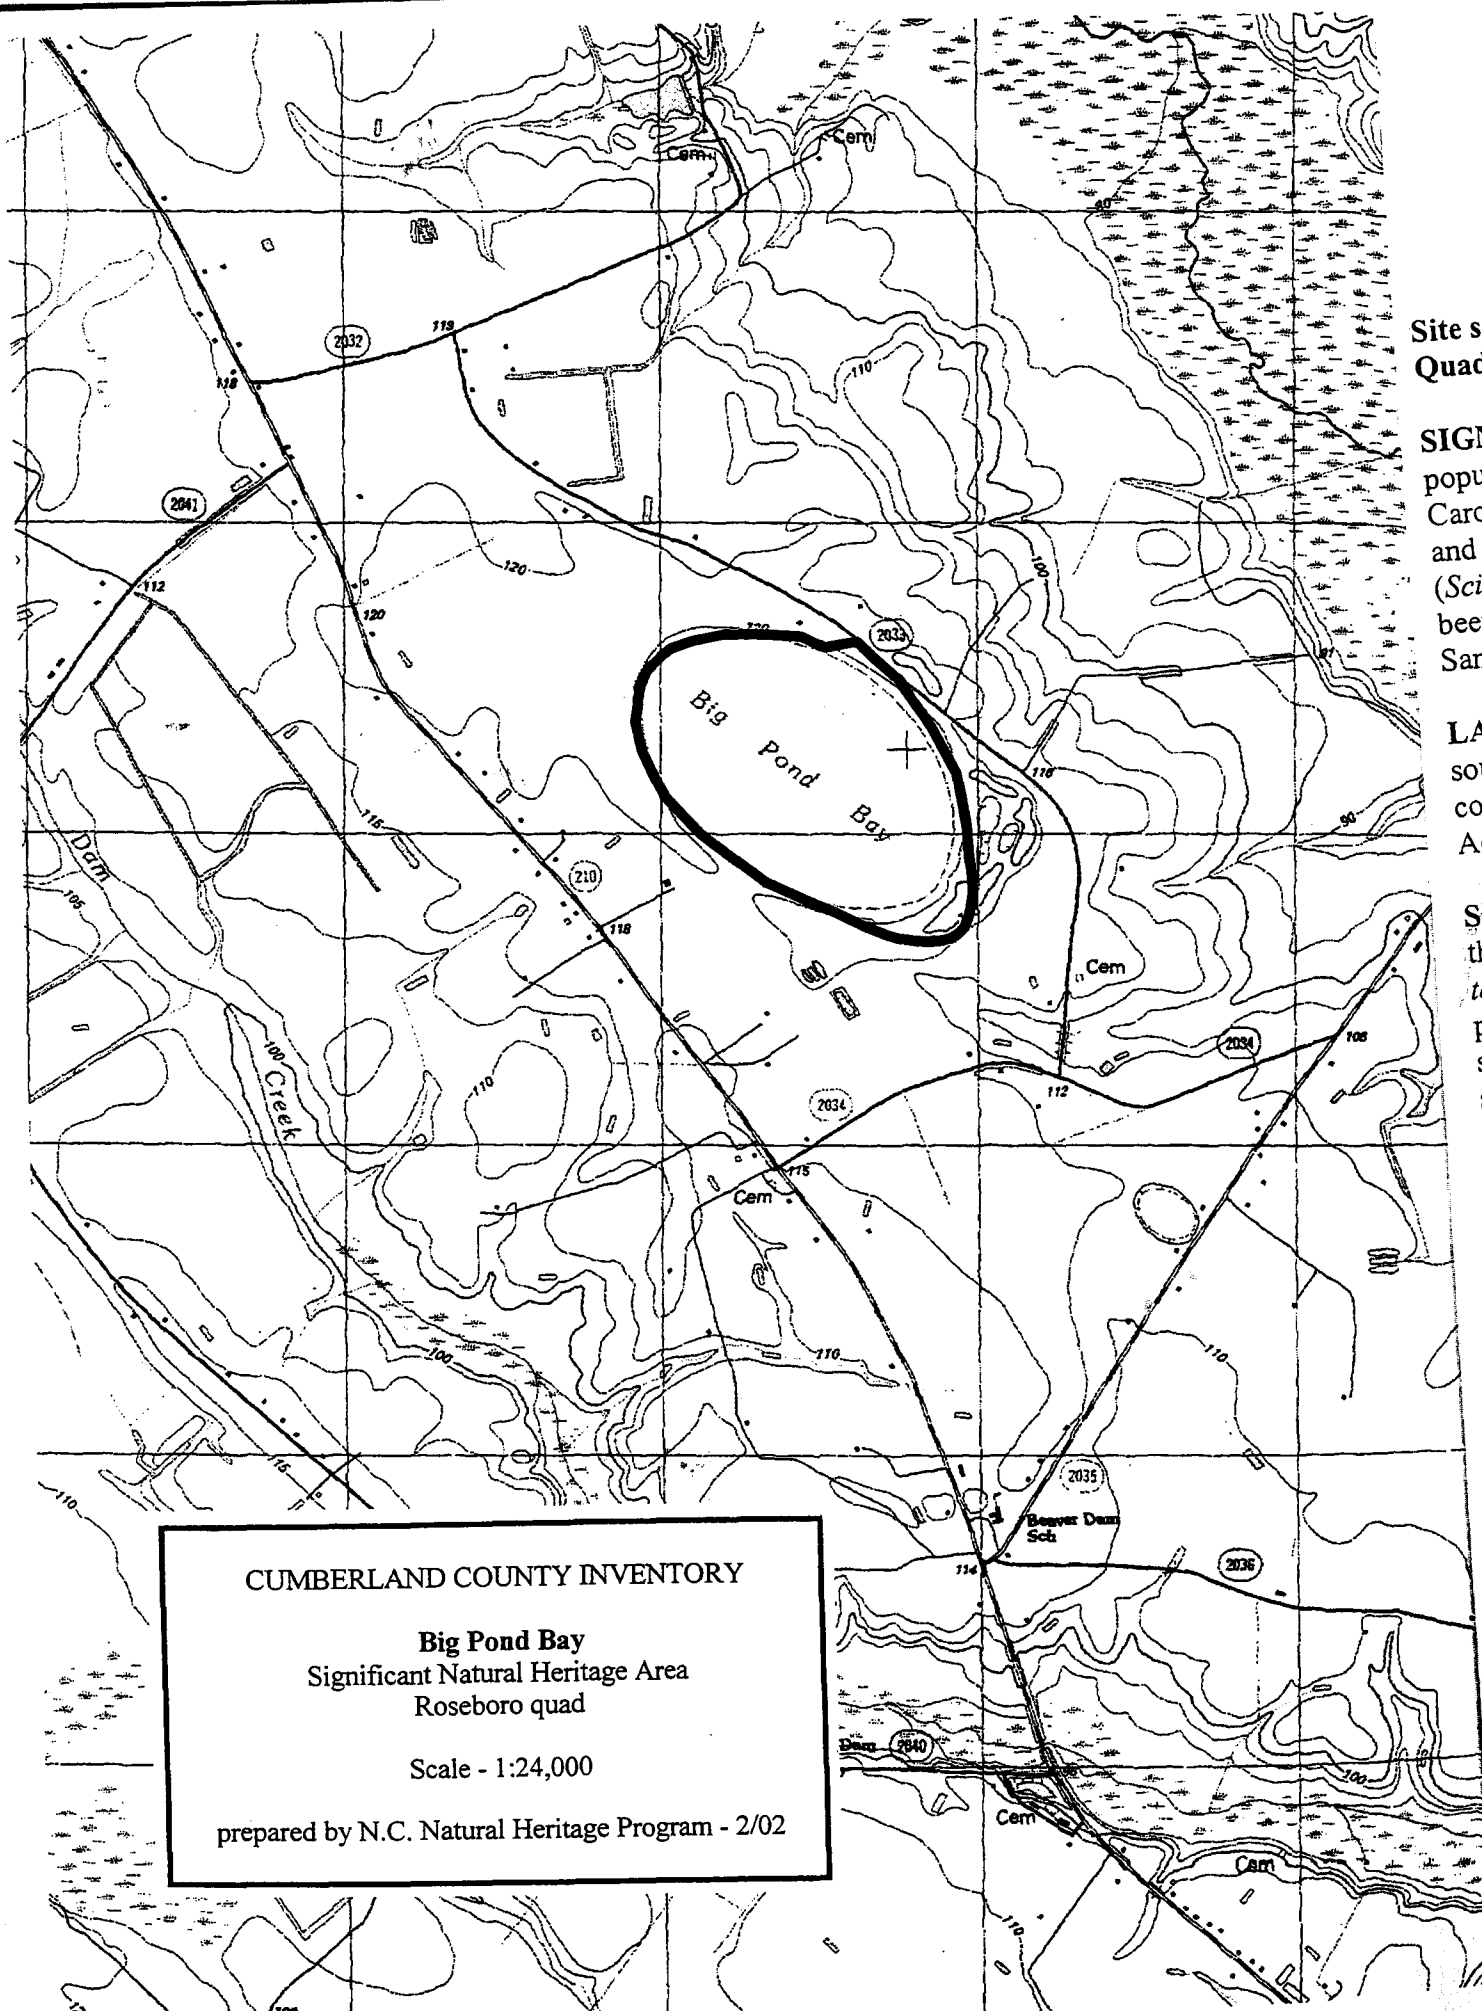 Cem
Cem
80
119
2032
118
110
2041
120
100
112
120
120
2033
91
Big
Pond
Bay
116
115
90
Dam
105
210
118
Cem
100
Creek
110
2034
108
112
2034
115
Cem
100
110
110
115
110
2035
Beaver Dam
Sch
114
2036
CUMBERLAND COUNTY INVENTORY
Big Pond Bay
Significant Natural Heritage Area
Roseboro quad
Scale - 1:24,000
prepared by N.C. Natural Heritage Program - 2/02
Dam
2040
100
Cem
Cem
110
Site s
Quad
SIGN
popu
Caro
and
(Sci
bee
San
LA
sou
co
A
S
th
t
p
s